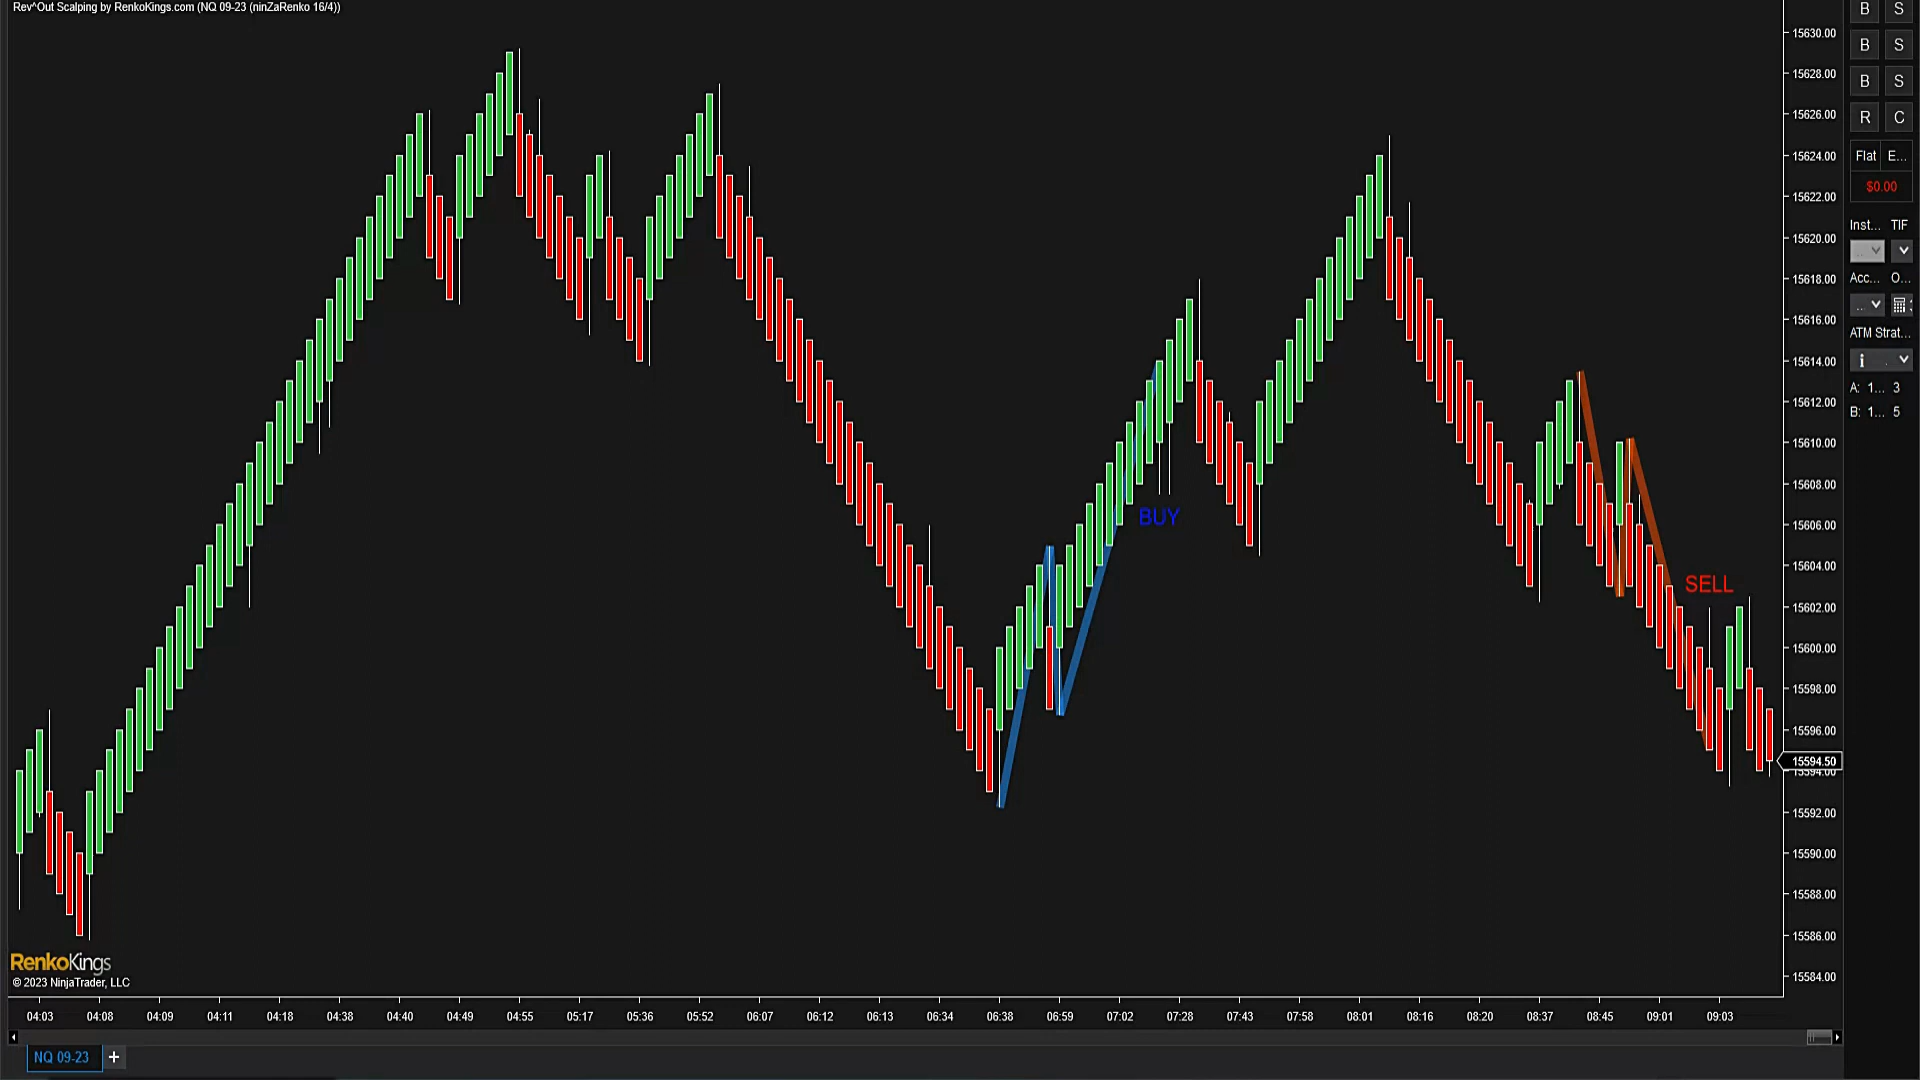 Rev^Out Scalping by RenkoKings.com (NQ 09-23 (ninZaRenko 16/4))
15630.00
15628.00
15626.00
15624.00
15622.00
15620.00
15618.00
15616.00
15614.00
15612.00
15610.00
15608.00
15606.00
15604.00
15602.00
15600.00
15598.00
15596.00
15594.50
15594.00
15592.00
15590.00
15588.00
15586.00
15584.00
BUY
SELL
B S
B S
B S
R C
Flat E...
$0.00
Inst... TIF
Acc... O...
ATM Strat...
A: 1... 3
B: 1... 5
RenkoKings
© 2023 NinjaTrader, LLC
04:03 04:08 04:09 04:11 04:18 04:38 04:40 04:49 04:55 05:17 05:36 05:52 06:07 06:12 06:13 06:34 06:38 06:59 07:02 07:28 07:43 07:58 08:01 08:16 08:20 08:37 08:45 09:01 09:03
NQ 09-23 +